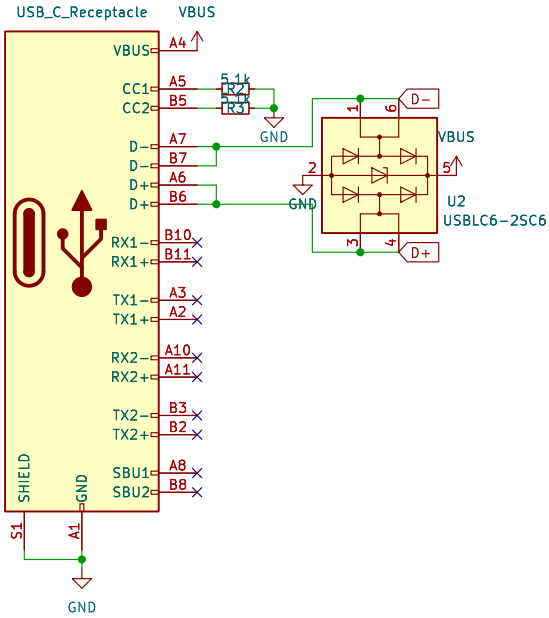 USB_C_Receptacle
VBUS
VBUS A4
CC1 A5 5.1k R2
CC2 B5 5.1k R3
GND
D- A7
D- B7
D+ A6
D+ B6
1 6 D-
VBUS
2 5
GND
U2
USBLC6-2SC6
3 4 D+
RX1- B10
RX1+ B11
TX1- A3
TX1+ A2
RX2- A10
RX2+ A11
TX2- B3
TX2+ B2
SBU1 A8
SBU2 B8
SHIELD GND
S1 A1
GND